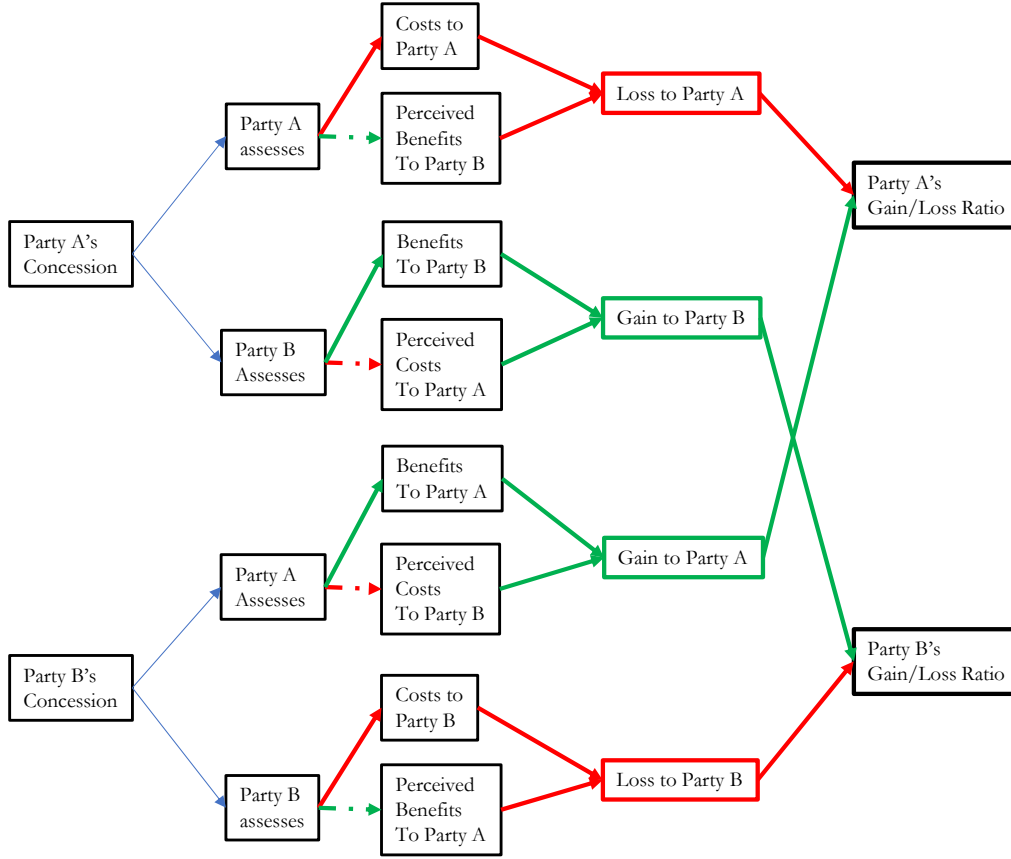 Costs to
Party A
Party A
assesses
Perceived
Benefits
To Party B
Loss to Party A
Party A's
Gain/Loss Ratio
Party A's
Concession
Benefits
To Party B
Party B
Assesses
Perceived
Costs
To Party A
Gain to Party B
Benefits
To Party A
Party A
Assesses
Perceived
Costs
To Party B
Gain to Party A
Party B's
Gain/Loss Ratio
Party B's
Concession
Costs to
Party B
Party B
assesses
Perceived
Benefits
To Party A
Loss to Party B